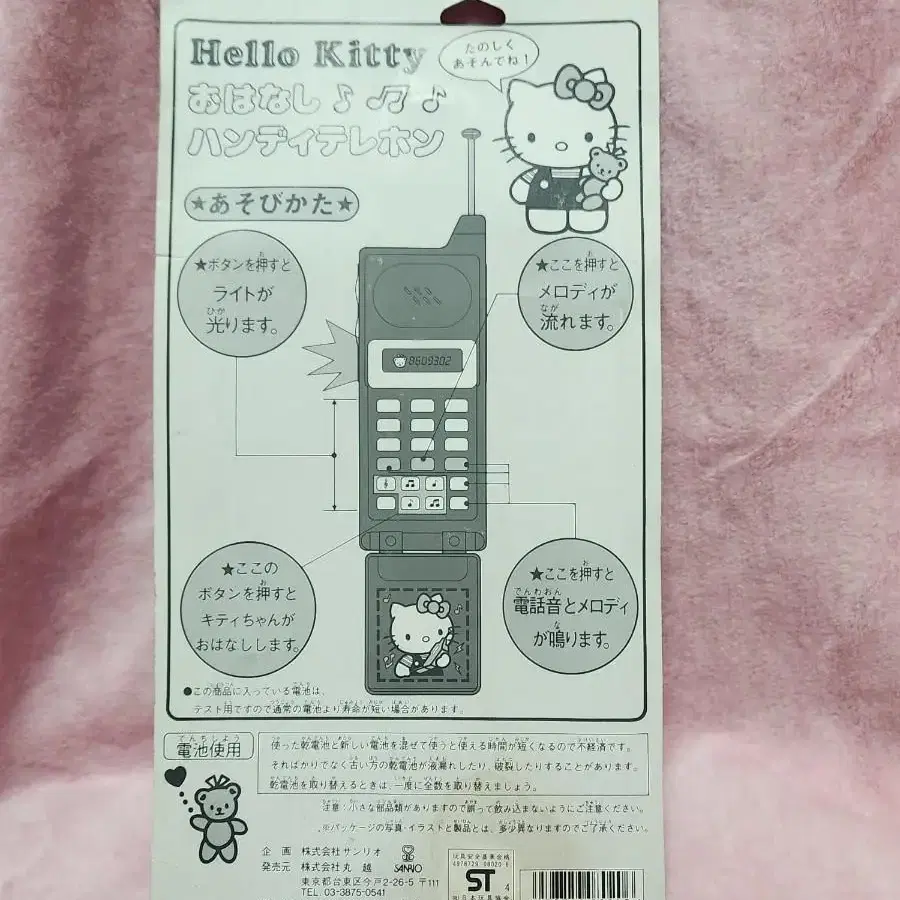 Hello Kitty
たのしく
あそんでね!
おはなし♪♫♪
ハンディテレホン
★あそびかた★
★ボタンを押すと
ライトが
光ります。
★ここを押すと
メロディが
流れます。
8609302
★ここの
ボタンを押すと
キティちゃんが
おはなしします。
★ここを押すと
電話音とメロディ
が鳴ります。
●この商品に入っている電池は、
テスト用ですので通常の電池より寿命が短い場合があります。
電池使用
使った乾電池と新しい電池を混ぜて使うと使える時間が短くなるので不経済です。
そればかりでなく古い方の乾電池が液漏れしたり、破裂したりすることがあります。
乾電池を取り替えるときは、一度に全数を取り替えましょう。
注意:小さな部品類がありますので誤って飲み込まないようにご注意ください。
※パッケージの写真・イラストと製品とは、多少異なりますのでご了承ください。
企画 株式会社サンリオ
発売元 株式会社丸越
SANRIO
東京都台東区今戸2-26-5 〒111
TEL. 03-3875-0541
ST
4